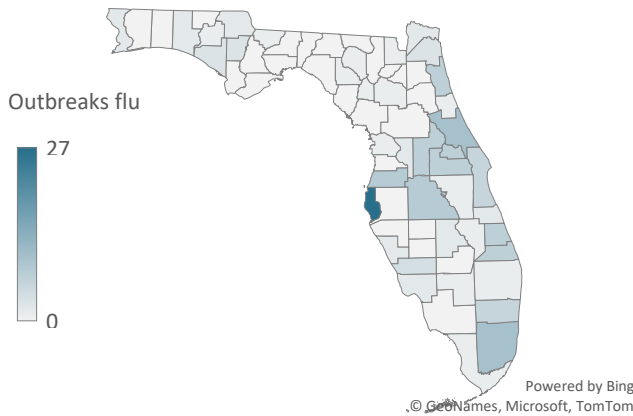 Outbreaks flu
27
0
Powered by Bing
© GeoNames, Microsoft, TomTom